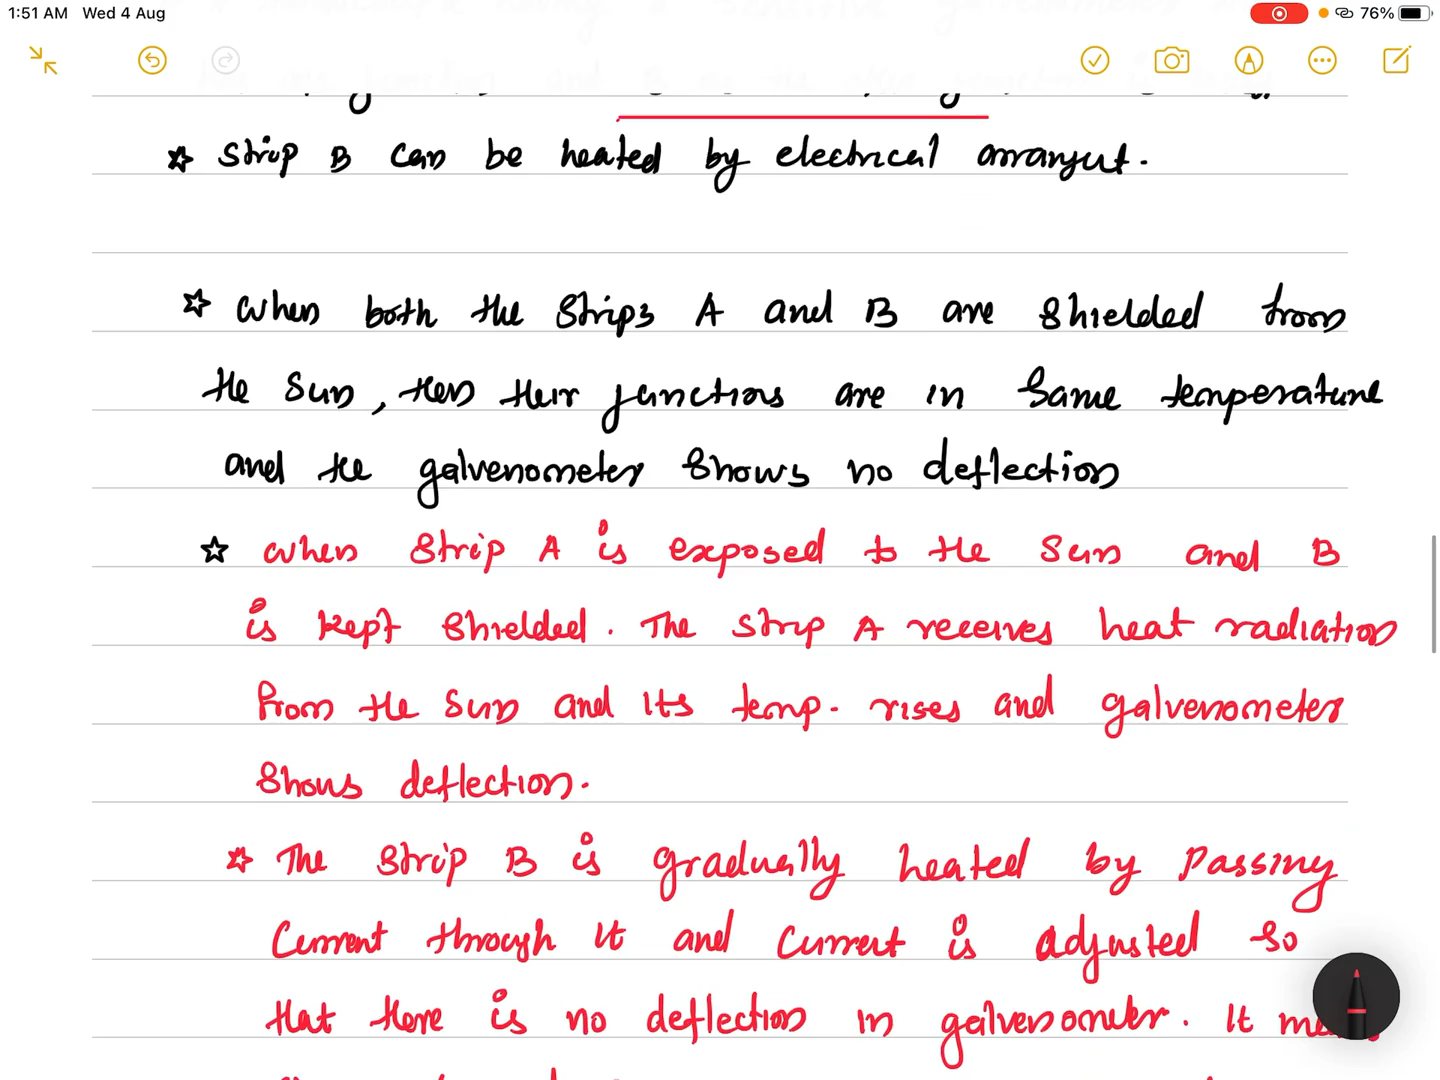 1:51 AM Wed 4 Aug
76%
☆ Strip B can be heated by electrical
☆ when both the strips A and B are shielded from
the Sun, then their junctions are in same temperature
and the galvenometer shows no deflection
☆ when strip A is exposed to the Sun and B
is kept shielded. The strip A receives heat radiation
from the Sun and its temp. rises and galvenometer
shows deflection.
☆ The strip B is gradually heated by passing
Current through it and current is adjusted so
that there is no deflection in galvenometer. It